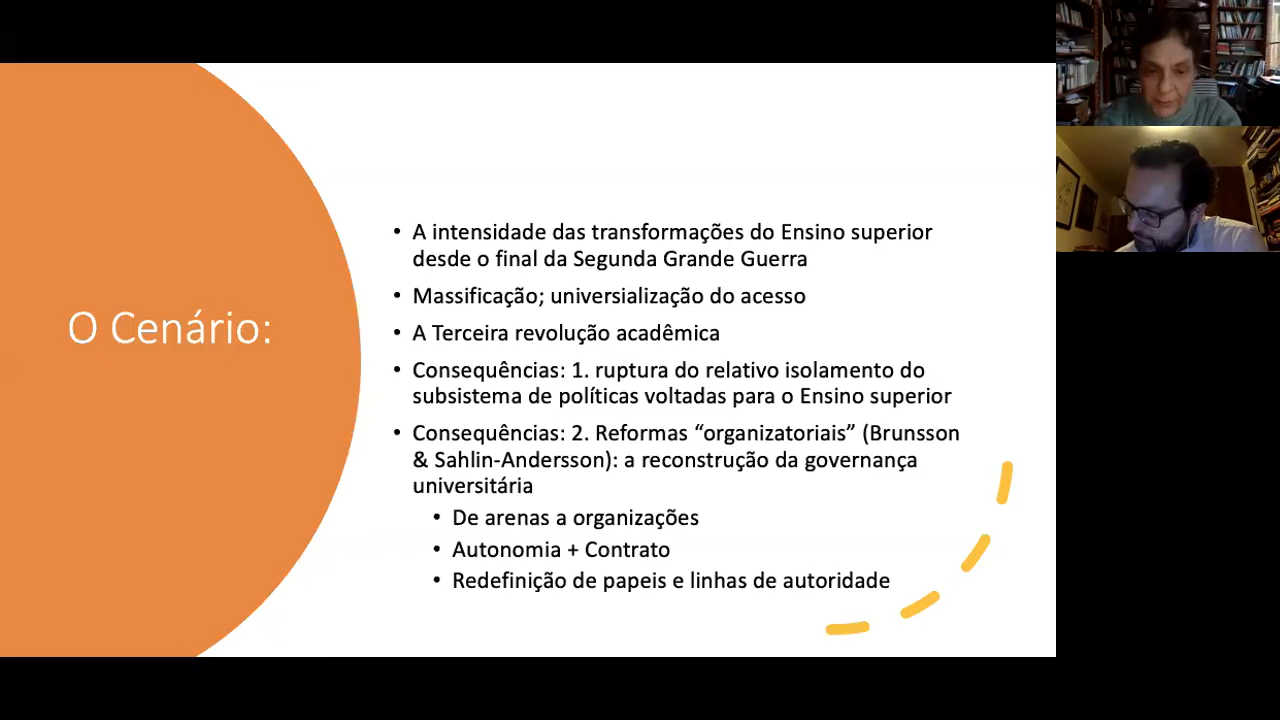 O Cenário:
• A intensidade das transformações do Ensino superior
desde o final da Segunda Grande Guerra
• Massificação; universialização do acesso
• A Terceira revolução acadêmica
• Consequências: 1. ruptura do relativo isolamento do
subsistema de políticas voltadas para o Ensino superior
• Consequências: 2. Reformas “organizatoriais” (Brunsson
& Sahlin-Andersson): a reconstrução da governança
universitária
• De arenas a organizações
• Autonomia + Contrato
• Redefinição de papeis e linhas de autoridade